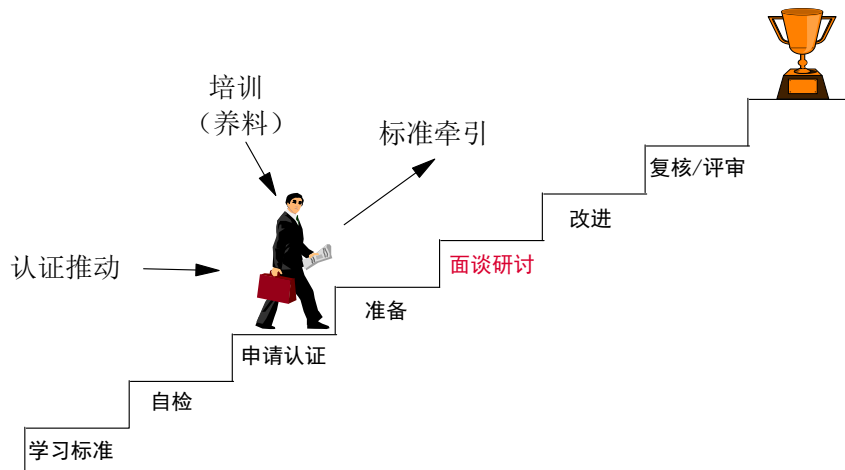 培训
（养料）
标准牵引
认证推动
复核/评审
改进
面谈研讨
准备
申请认证
自检
学习标准